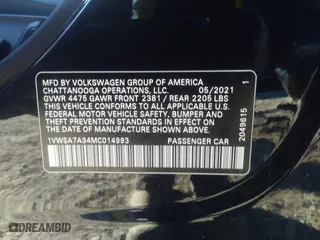 MFD BY VOLKSWAGEN GROUP OF AMERICA
CHATTANOOGA OPERATIONS, LLC. 05/2021
GVWR 4475 GAWR FRONT 2381 / REAR 2205 LBS
THIS VEHICLE CONFORMS TO ALL APPLICABLE U.S.
FEDERAL MOTOR VEHICLE SAFETY, BUMPER AND
THEFT PREVENTION STANDARDS IN EFFECT ON THE
DATE OF MANUFACTURE SHOWN ABOVE.
1VWSA7A34MC014993 PASSENGER CAR
2049615 1
RIDESAFELY